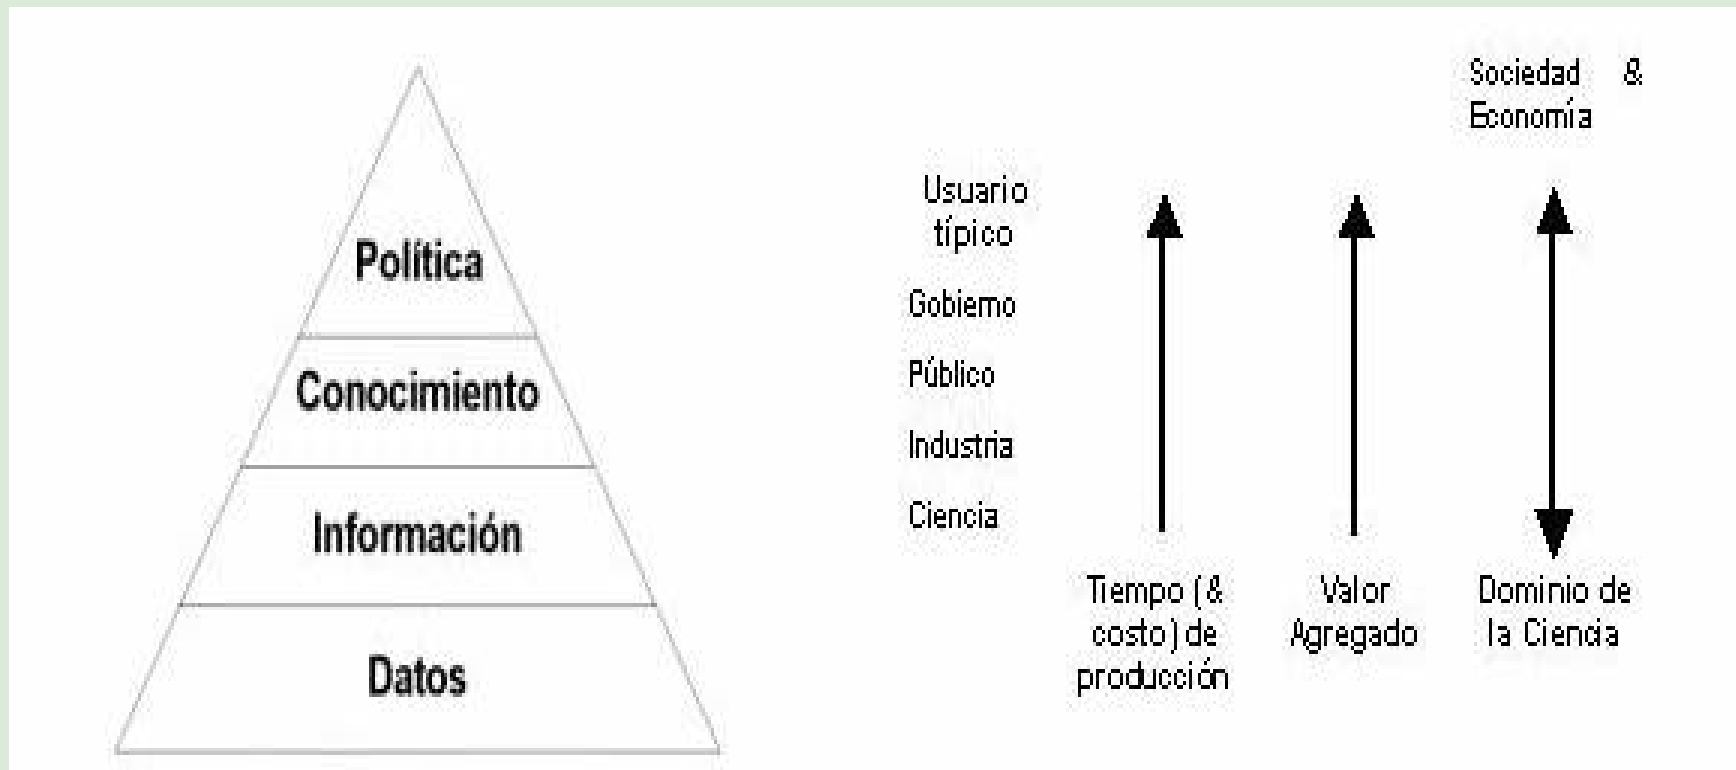 Política
Conocimiento
Información
Datos
Usuario
típico
Gobierno
Público
Industria
Ciencia
Tiempo (&
costo) de
producción
Valor
Agregado
Sociedad &
Economía
Dominio de
la Ciencia